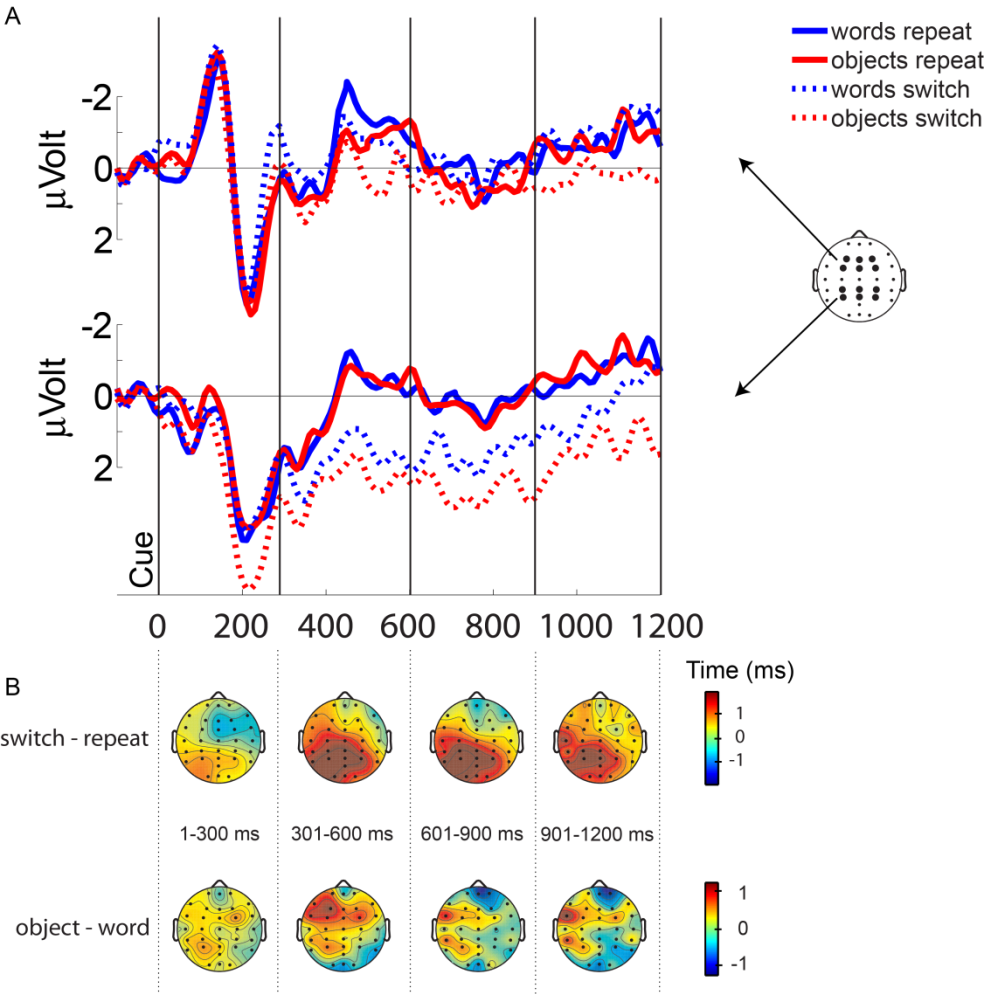 A
words repeat
objects repeat
words switch
objects switch
-2
0
2
µVolt
-2
0
2
µVolt
Cue
0 200 400 600 800 1000 1200
Time (ms)
B
switch - repeat
1
0
-1
1-300 ms 301-600 ms 601-900 ms 901-1200 ms
object - word
1
0
-1